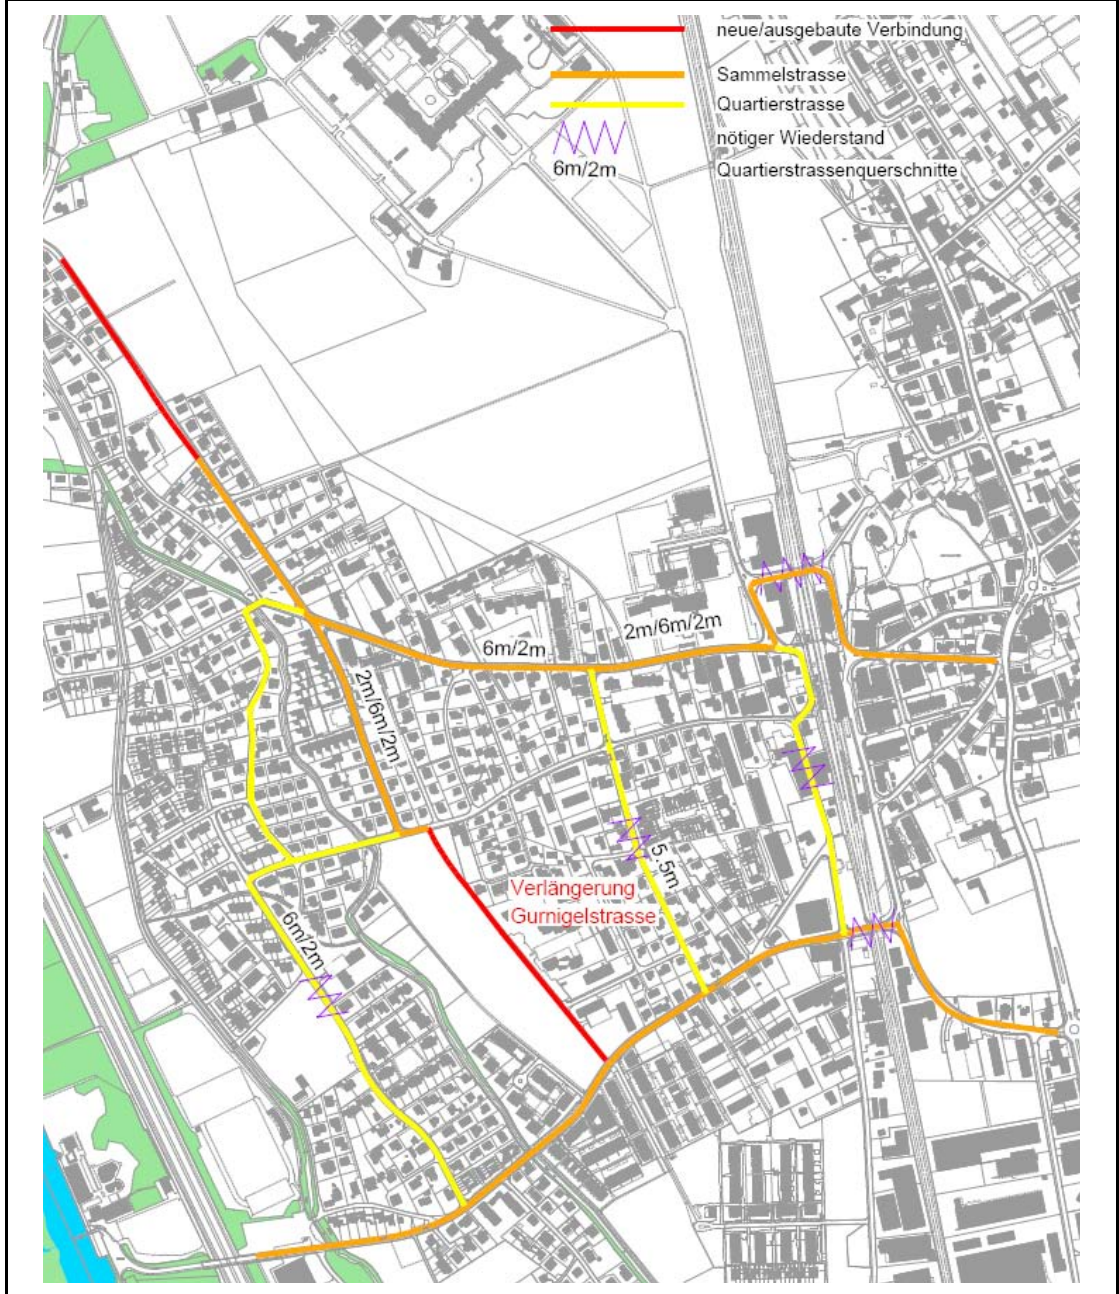 neue/ausgebaute Verbindung
Sammelstrasse
Quartierstrasse
nötiger Wiederstand
6m/2m
Quartierstrassenquerschnitte
2m/6m/2m
6m/2m
2m/6m/2m
5.5m
Verlängerung
Gurnigelstrasse
6m/2m